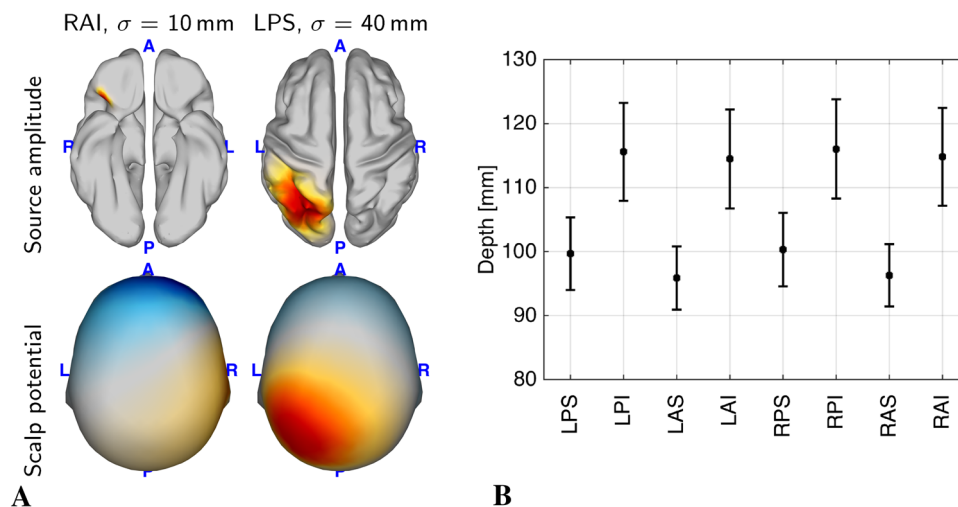 RAI, σ = 10 mm LPS, σ = 40 mm
A
Source amplitude
R L L R
P P
A A
Scalp potential
L R L R
A
130
120
110
100
90
80
Depth [mm]
LPS LPI LAS LAI RPS RPI RAS RAI
B